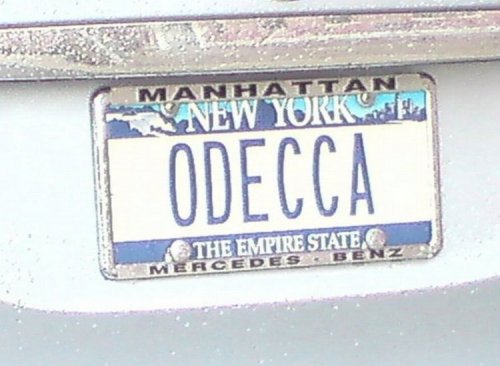 MANHATTAN
NEW YORK
ODECCA
THE EMPIRE STATE
MERCEDES - BENZ